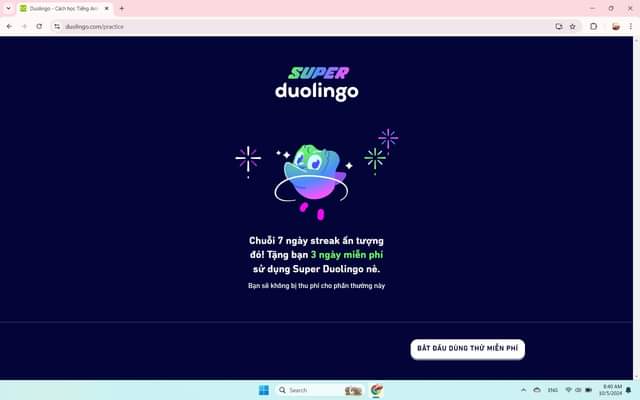 Duolingo - Cách học Tiếng Anh
duolingo.com/practice
SUPER
duolingo
Chuỗi 7 ngày streak ấn tượng
đó! Tặng bạn 3 ngày miễn phí
sử dụng Super Duolingo nè.
Bạn sẽ không bị thu phí cho phần thưởng này
BẮT ĐẦU DÙNG THỬ MIỄN PHÍ
Search
ENG
9:40 AM
10/5/2024